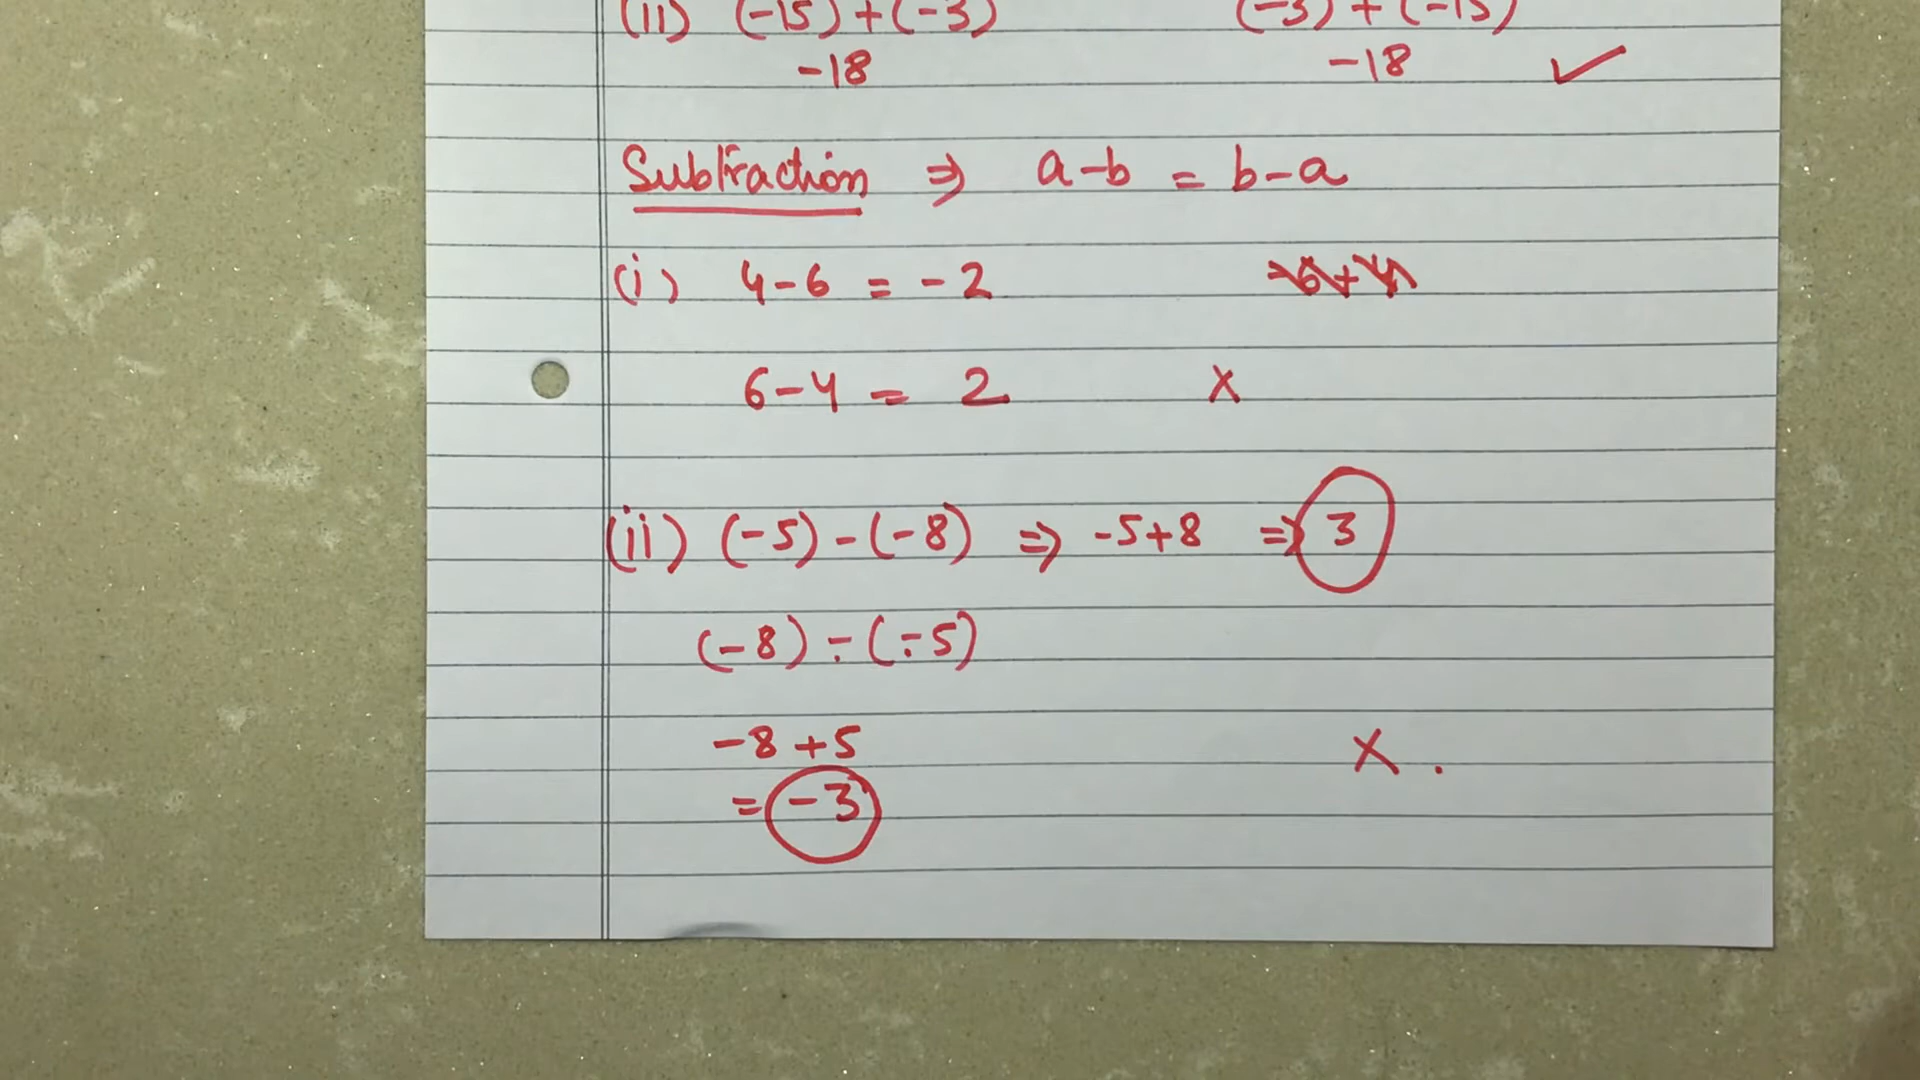 (ii) (-15)+(-3) (-3)+(-15)
-18 -18 ✓
Subtraction ⇒ a-b = b-a
(i) 4-6 = -2
6-4 = 2 X
(ii) (-5)-(-8) ⇒ -5+8 ⇒ 3
(-8)-(-5)
-8+5 X.
= -3